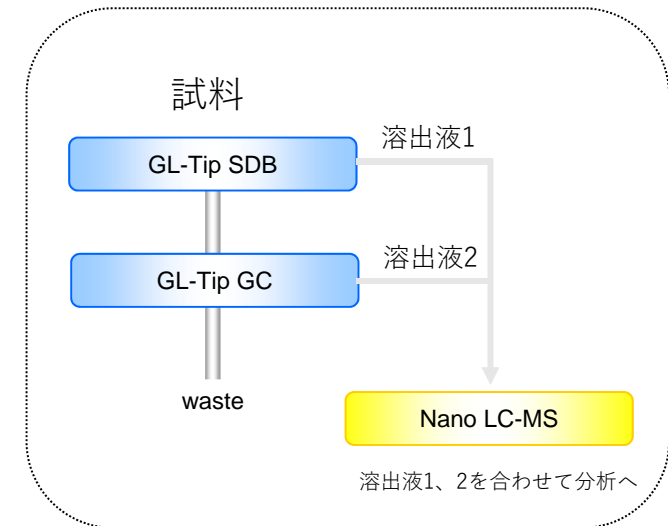 試料
GL-Tip SDB
溶出液1
GL-Tip GC
溶出液2
waste
Nano LC-MS
溶出液1、2を合わせて分析へ